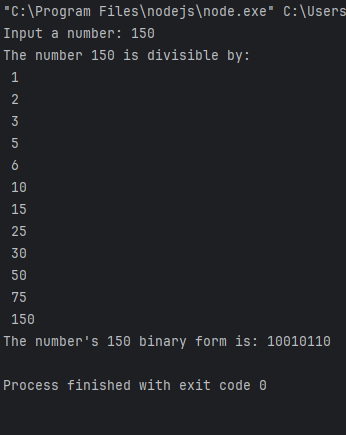 "C:\Program Files\nodejs\node.exe" C:\Users
Input a number: 150
The number 150 is divisible by:
1
2
3
5
6
10
15
25
30
50
75
150
The number's 150 binary form is: 10010110
Process finished with exit code 0